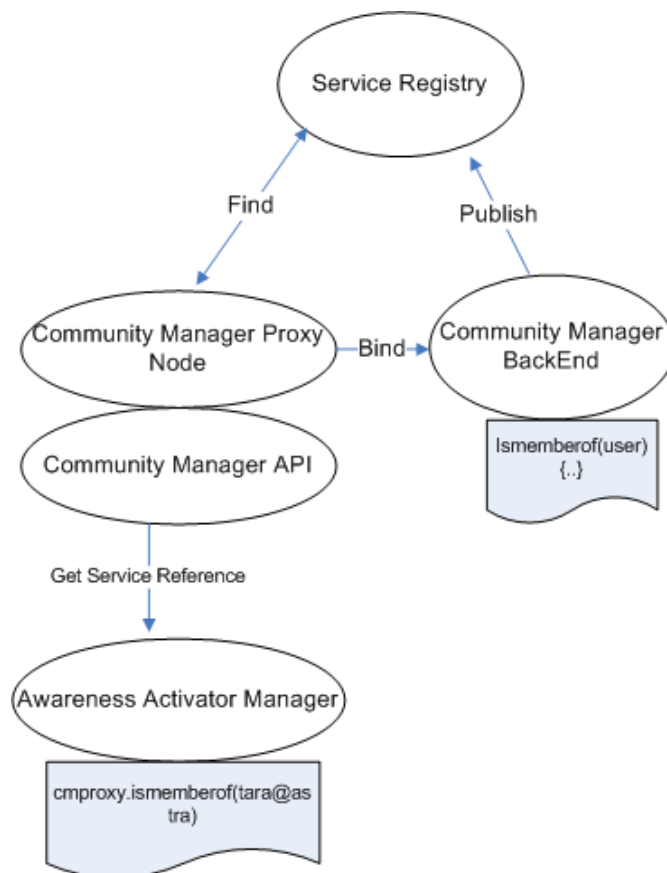 Service Registry
Find
Publish
Community Manager Proxy
Node
Bind
Community Manager
BackEnd
Ismemberof(user)
{..}
Community Manager API
Get Service Reference
Awareness Activator Manager
cmproxy.ismemberof(tara@as
tra)